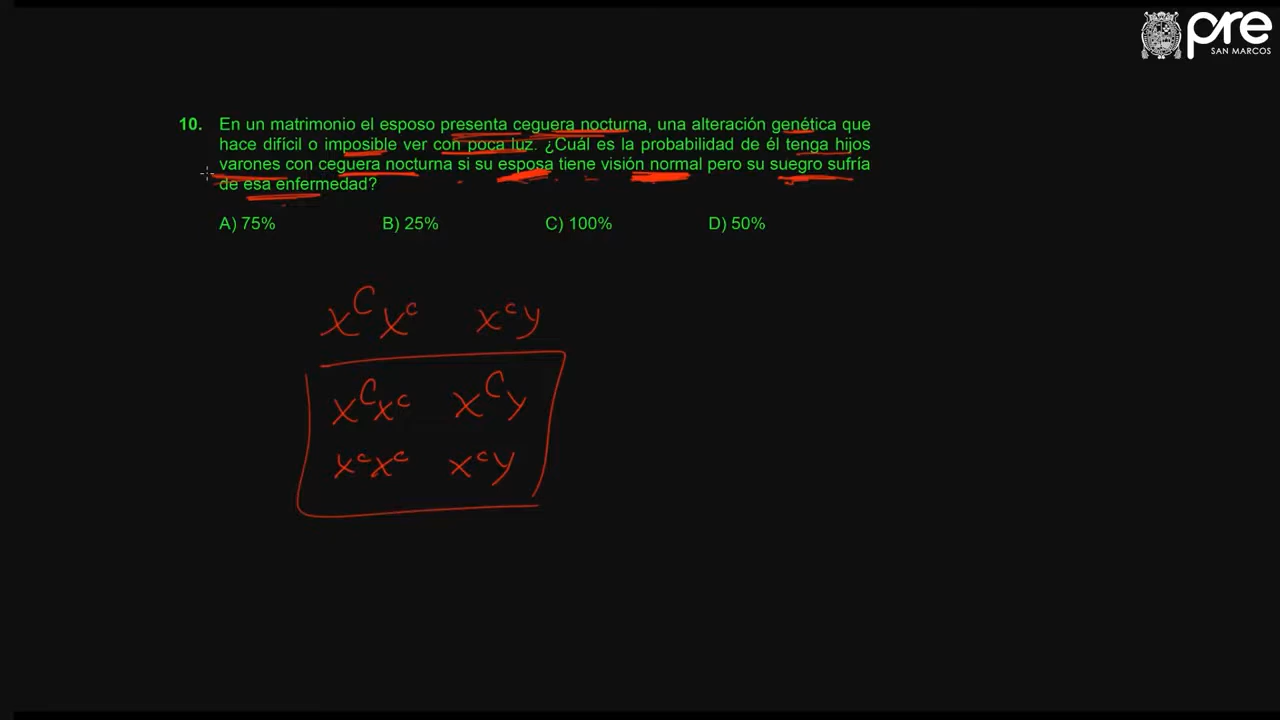 pre
SAN MARCOS
10. En un matrimonio el esposo presenta ceguera nocturna, una alteración genética que
hace difícil o imposible ver con poca luz. ¿Cuál es la probabilidad de él tenga hijos
varones con ceguera nocturna si su esposa tiene visión normal pero su suegro sufría
de esa enfermedad?
A) 75% B) 25% C) 100% D) 50%
X^C X^c X^c y
X^C X^c X^C y
X^c X^c X^c y